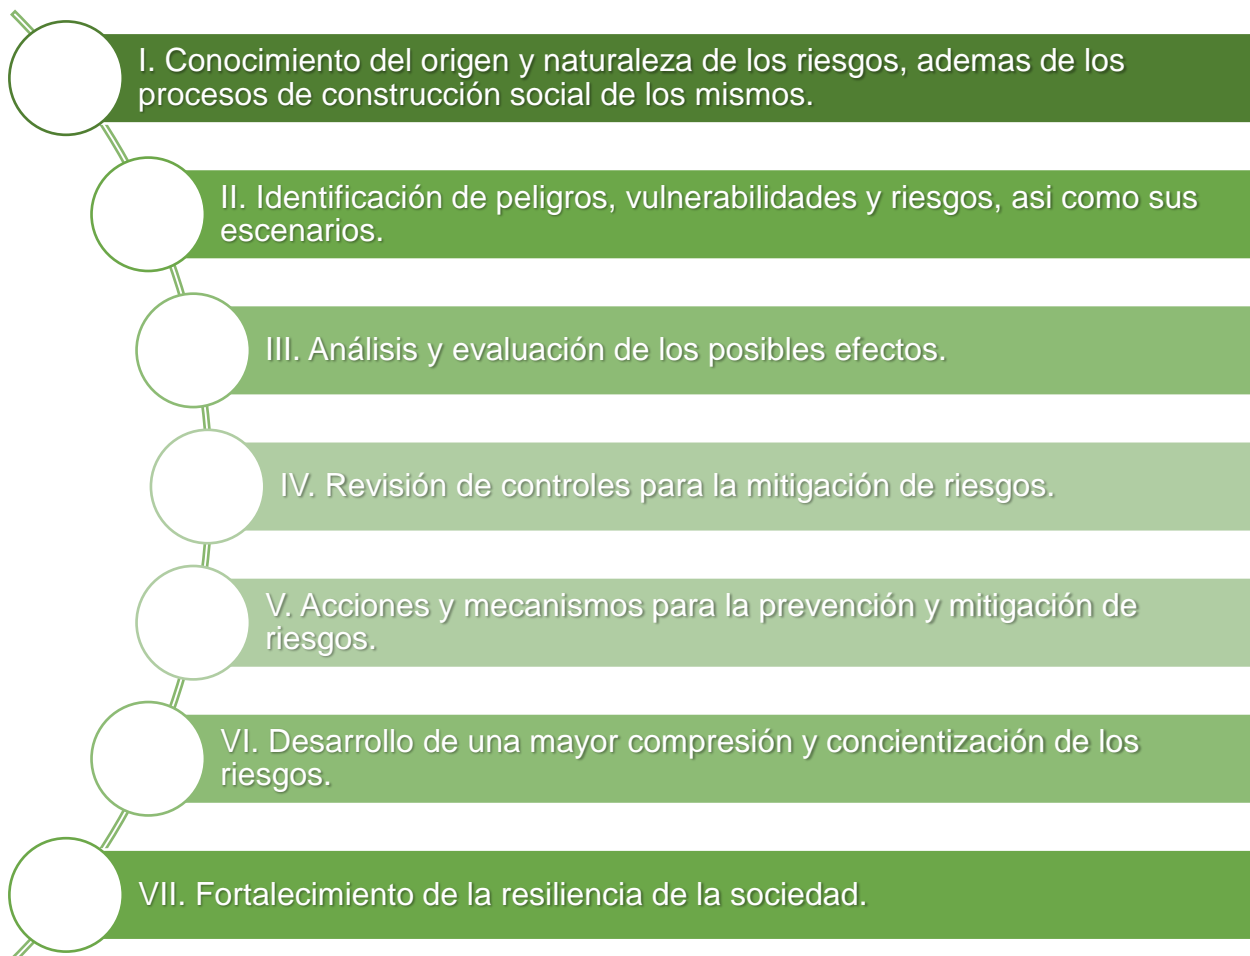 I. Conocimiento del origen y naturaleza de los riesgos, ademas de los
procesos de construcción social de los mismos.
II. Identificación de peligros, vulnerabilidades y riesgos, asi como sus
escenarios.
III. Análisis y evaluación de los posibles efectos.
IV. Revisión de controles para la mitigación de riesgos.
V. Acciones y mecanismos para la prevención y mitigación de
riesgos.
VI. Desarrollo de una mayor compresión y concientización de los
riesgos.
VII. Fortalecimiento de la resiliencia de la sociedad.